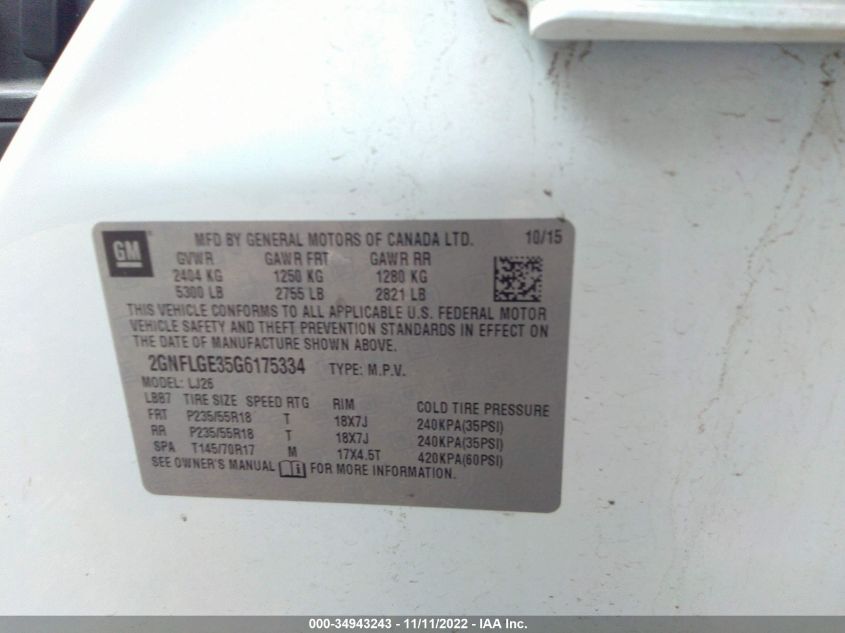 GM MFD BY GENERAL MOTORS OF CANADA LTD. 10/15
GVWR GAWR FRT GAWR RR
2404 KG 1250 KG 1280 KG
5300 LB 2755 LB 2821 LB
THIS VEHICLE CONFORMS TO ALL APPLICABLE U.S. FEDERAL MOTOR
VEHICLE SAFETY AND THEFT PREVENTION STANDARDS IN EFFECT ON
THE DATE OF MANUFACTURE SHOWN ABOVE.
2GNFLGE35G6175334 TYPE: M.P.V.
MODEL: LJ26
LBB7 TIRE SIZE SPEED RTG RIM COLD TIRE PRESSURE
FRT P235/55R18 T 18X7J 240KPA(35PSI)
RR P235/55R18 T 18X7J 240KPA(35PSI)
SPA T145/70R17 M 17X4.5T 420KPA(60PSI)
SEE OWNER'S MANUAL FOR MORE INFORMATION.
000-34943243 - 11/11/2022 - IAA Inc.